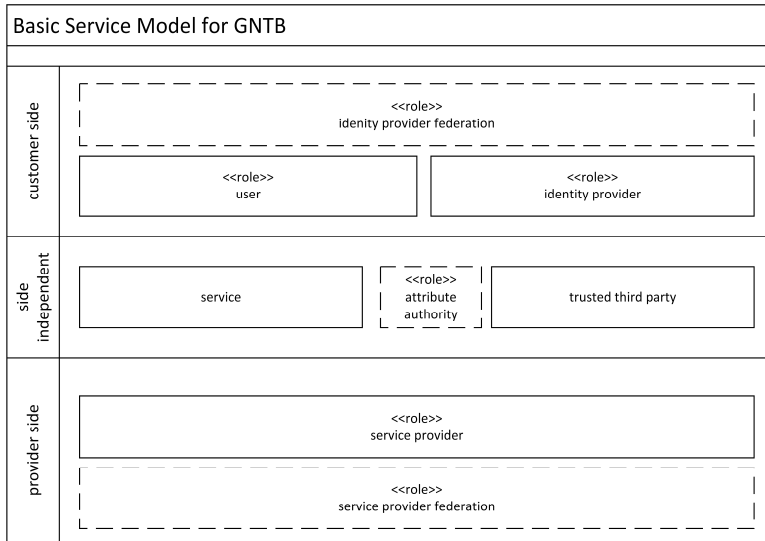 Basic Service Model for GNTB
customer side
<<role>>
idenity provider federation
<<role>>
user
<<role>>
identity provider
side
independent
service
<<role>>
attribute
authority
trusted third party
provider side
<<role>>
service provider
<<role>>
service provider federation